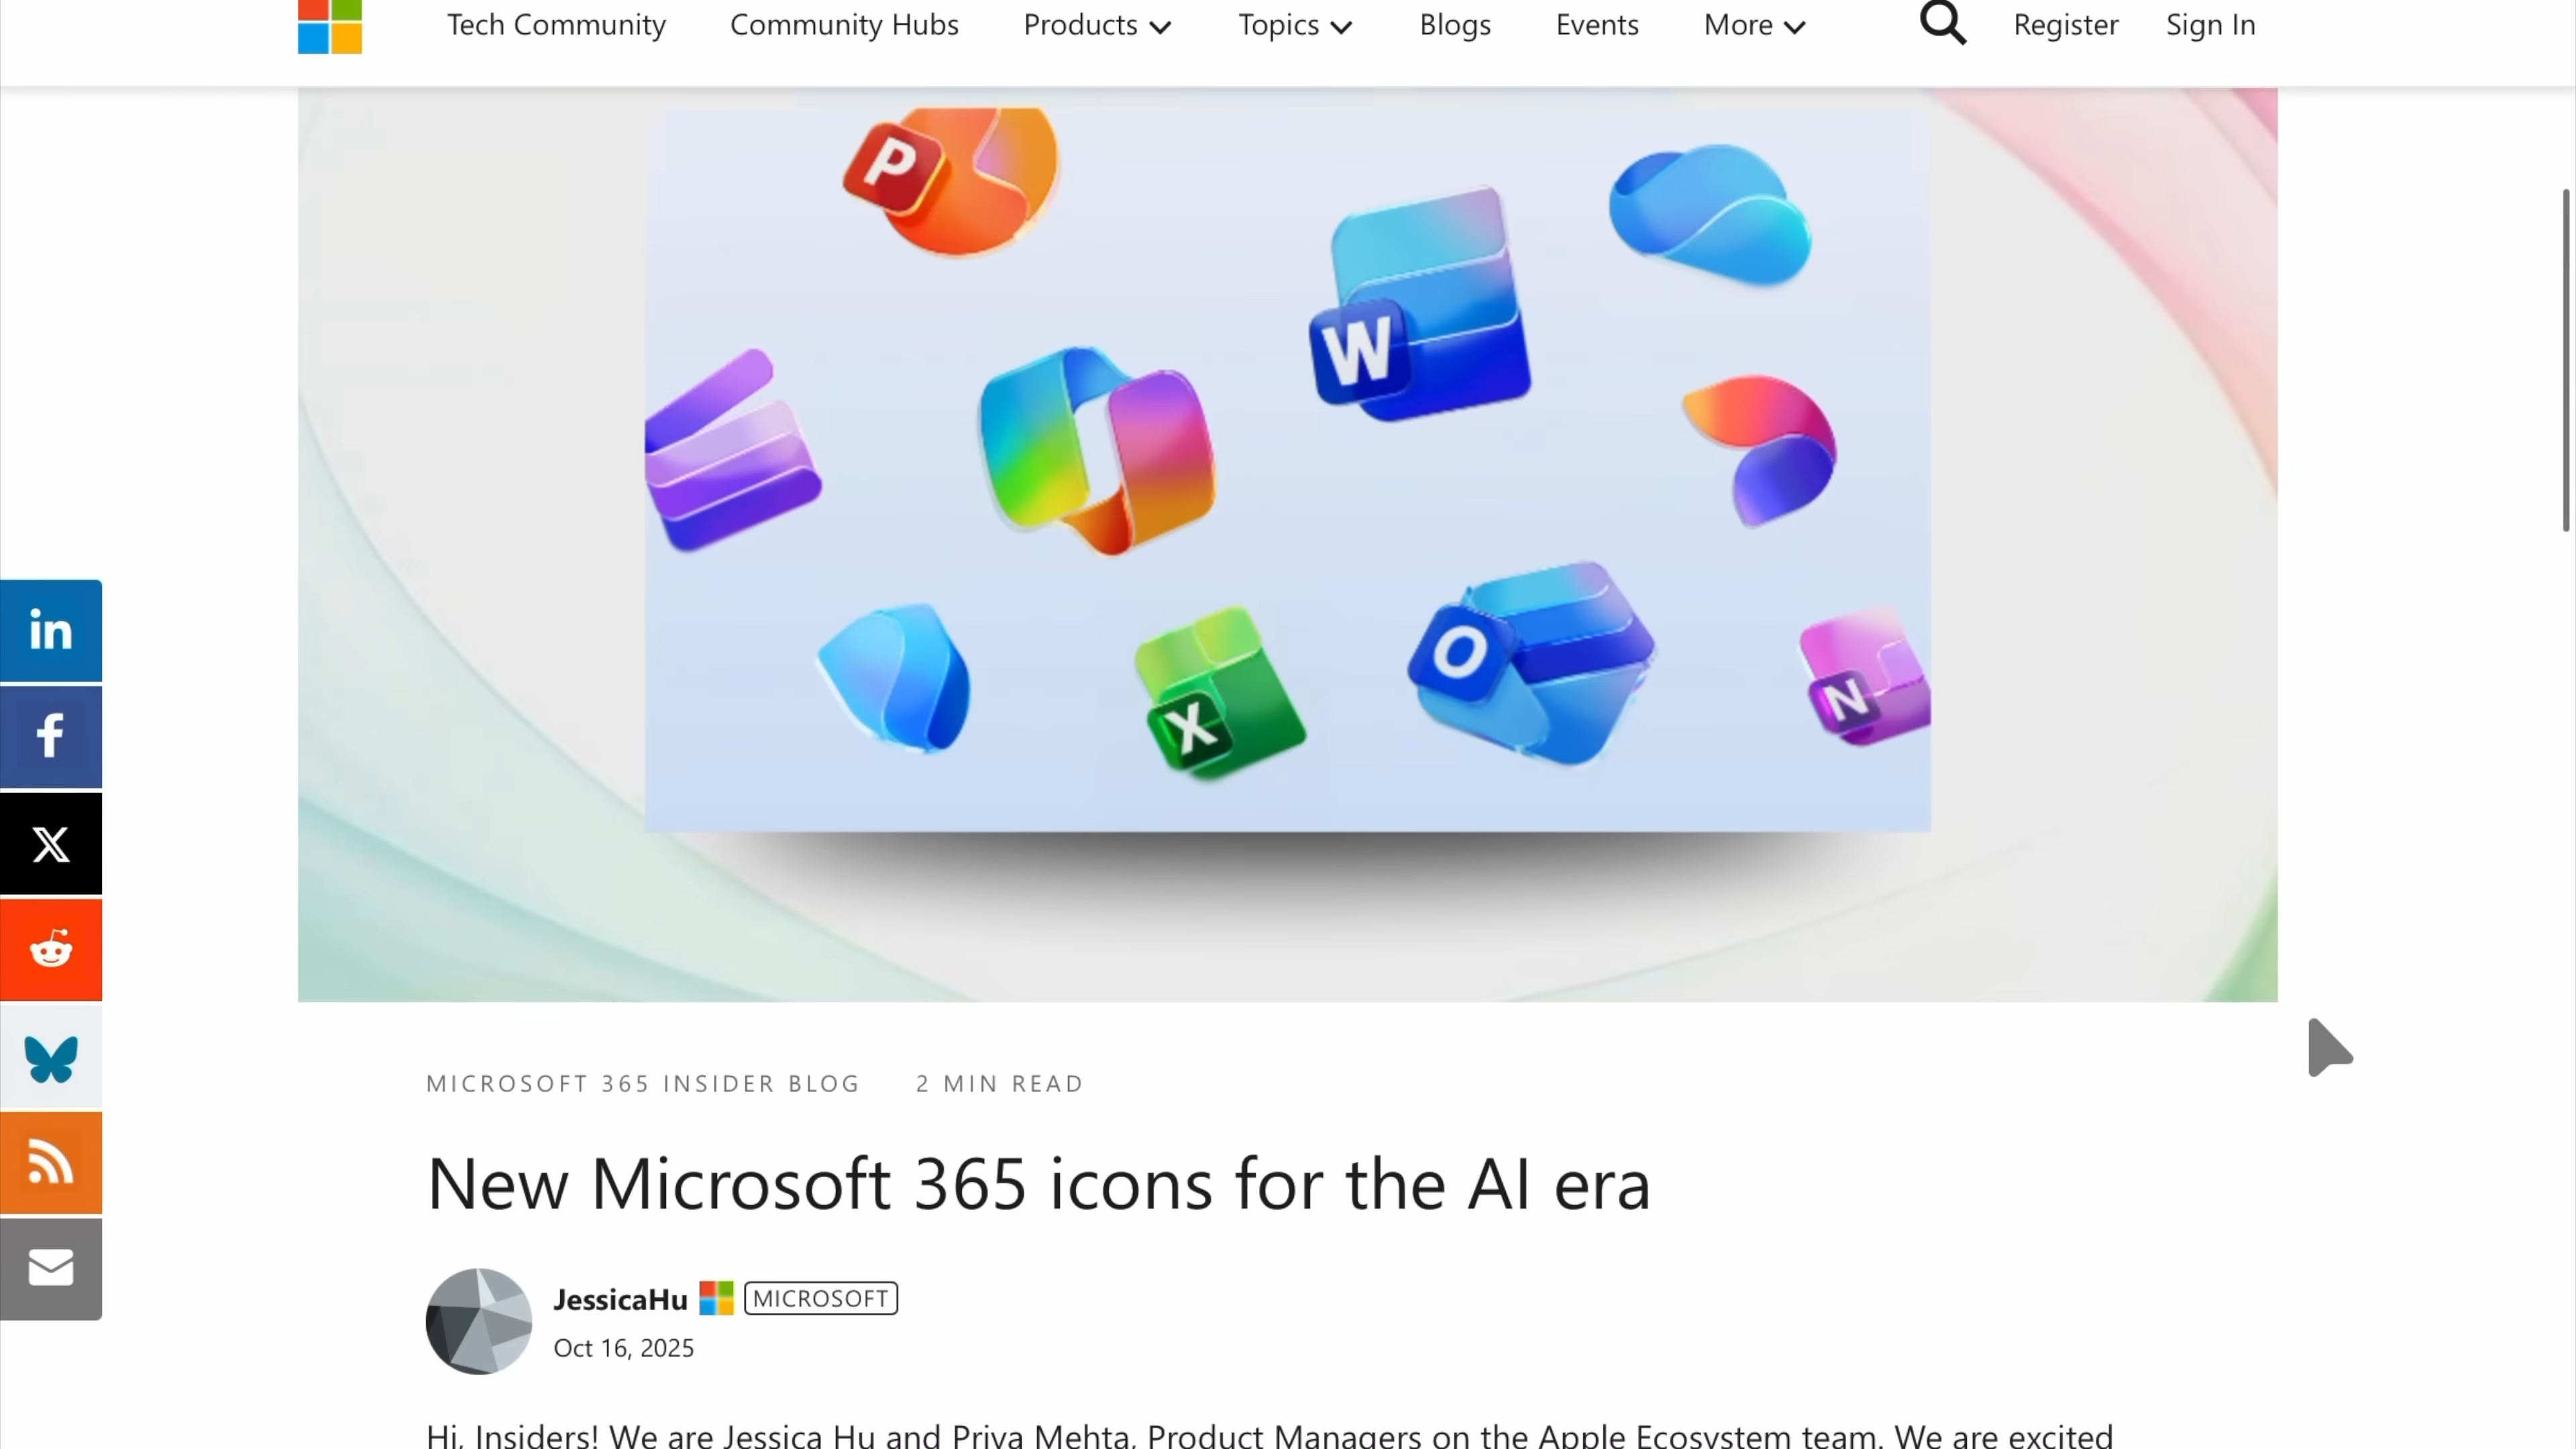 Tech Community Community Hubs Products Topics Blogs Events More Register Sign In
P
W
X
O
N
in
f
X
MICROSOFT 365 INSIDER BLOG 2 MIN READ
New Microsoft 365 icons for the AI era
JessicaHu MICROSOFT
Oct 16, 2025
Hi, Insiders! We are Jessica Hu and Priya Mehta, Product Managers on the Apple Ecosystem team. We are excited